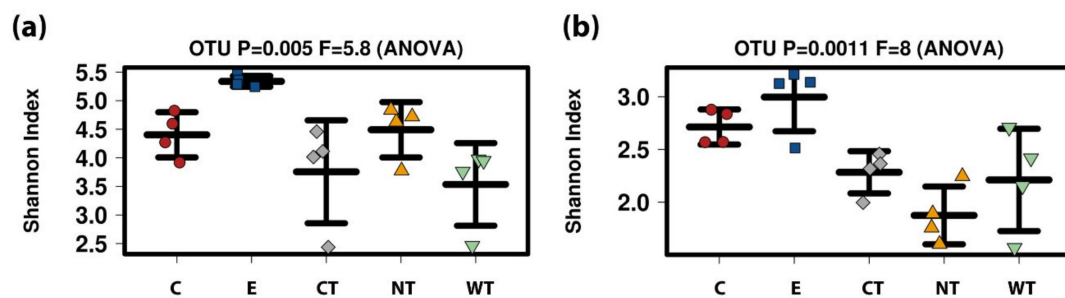 (a)
OTU P=0.005 F=5.8 (ANOVA)
Shannon Index
5.5
5.0
4.5
4.0
3.5
3.0
2.5
C E CT NT WT
(b)
OTU P=0.0011 F=8 (ANOVA)
Shannon Index
3.0
2.5
2.0
C E CT NT WT